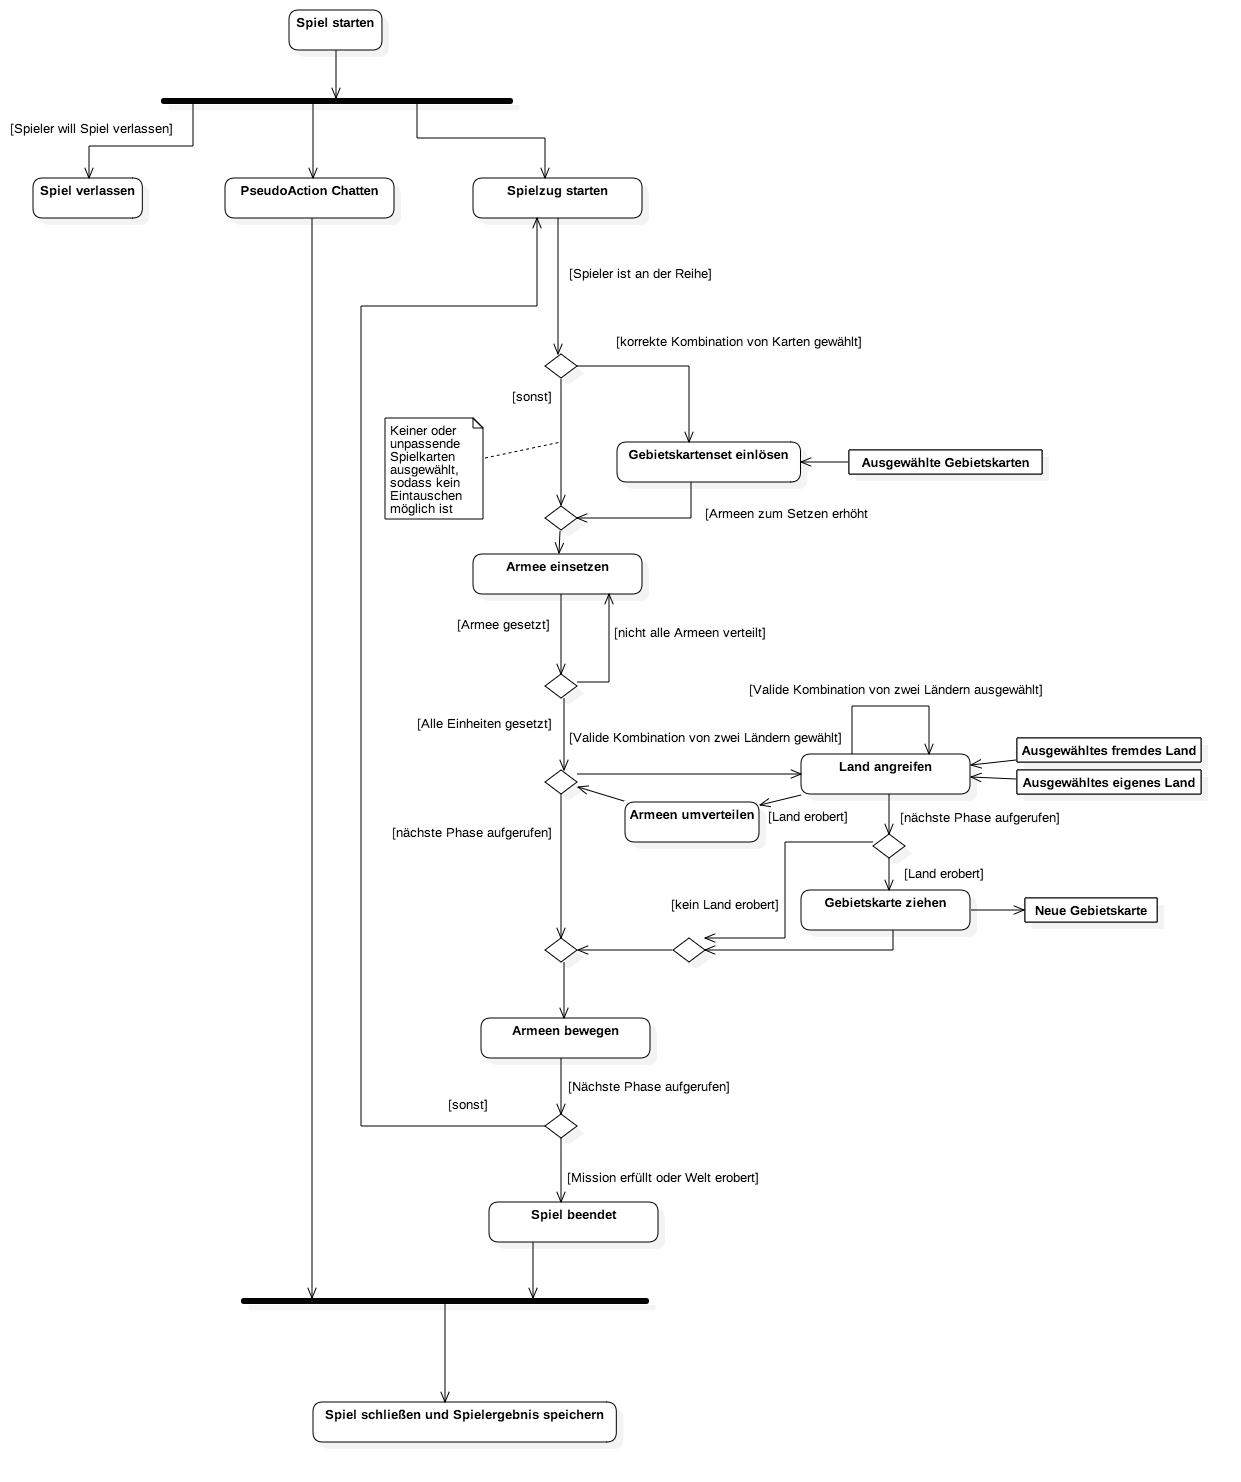 Spiel starten
[Spieler will Spiel verlassen]
Spiel verlassen
PseudoAction Chatten
Spielzug starten
[Spieler ist an der Reihe]
[korrekte Kombination von Karten gewählt]
[sonst]
Keiner oder
unpassende
Spielkarten
ausgewählt,
sodass kein
Eintauschen
möglich ist
Gebietskartenset einlösen
Ausgewählte Gebietskarten
[Armeen zum Setzen erhöht
Armee einsetzen
[Armee gesetzt]
[nicht alle Armeen verteilt]
[Valide Kombination von zwei Ländern ausgewählt]
[Alle Einheiten gesetzt]
[Valide Kombination von zwei Ländern gewählt]
Land angreifen
Ausgewähltes fremdes Land
Ausgewähltes eigenes Land
Armeen umverteilen
[Land erobert]
[nächste Phase aufgerufen]
[nächste Phase aufgerufen]
[Land erobert]
[kein Land erobert]
Gebietskarte ziehen
Neue Gebietskarte
Armeen bewegen
[Nächste Phase aufgerufen]
[sonst]
[Mission erfüllt oder Welt erobert]
Spiel beendet
Spiel schließen und Spielergebnis speichern